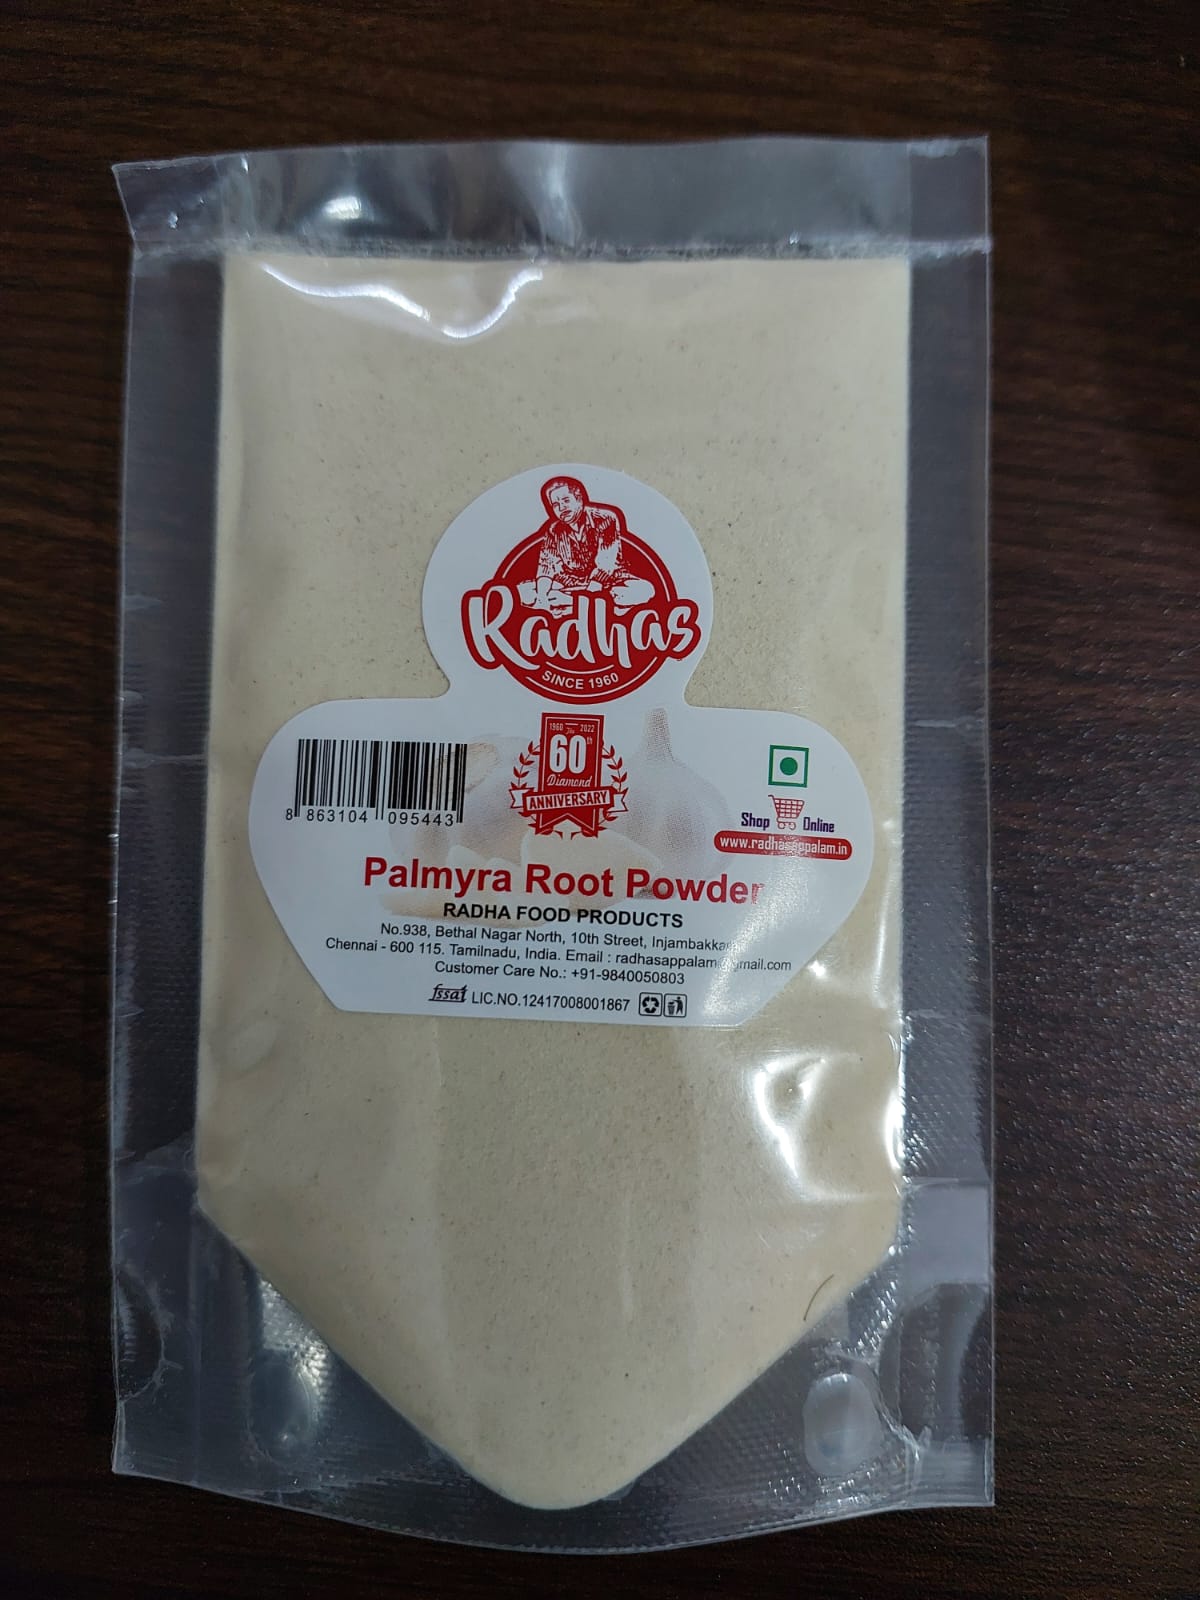 Radhas
SINCE 1960
1960 The 2022
60th
Diamond
ANNIVERSARY
8 863104 095443
Shop Online
www.radhasappalam.in
Palmyra Root Powder
RADHA FOOD PRODUCTS
No.938, Bethal Nagar North, 10th Street, Injambakka
Chennai - 600 115. Tamilnadu, India. Email : radhasappalam gmail.com
Customer Care No.: +91-9840050803
fssai LIC.NO.12417008001867